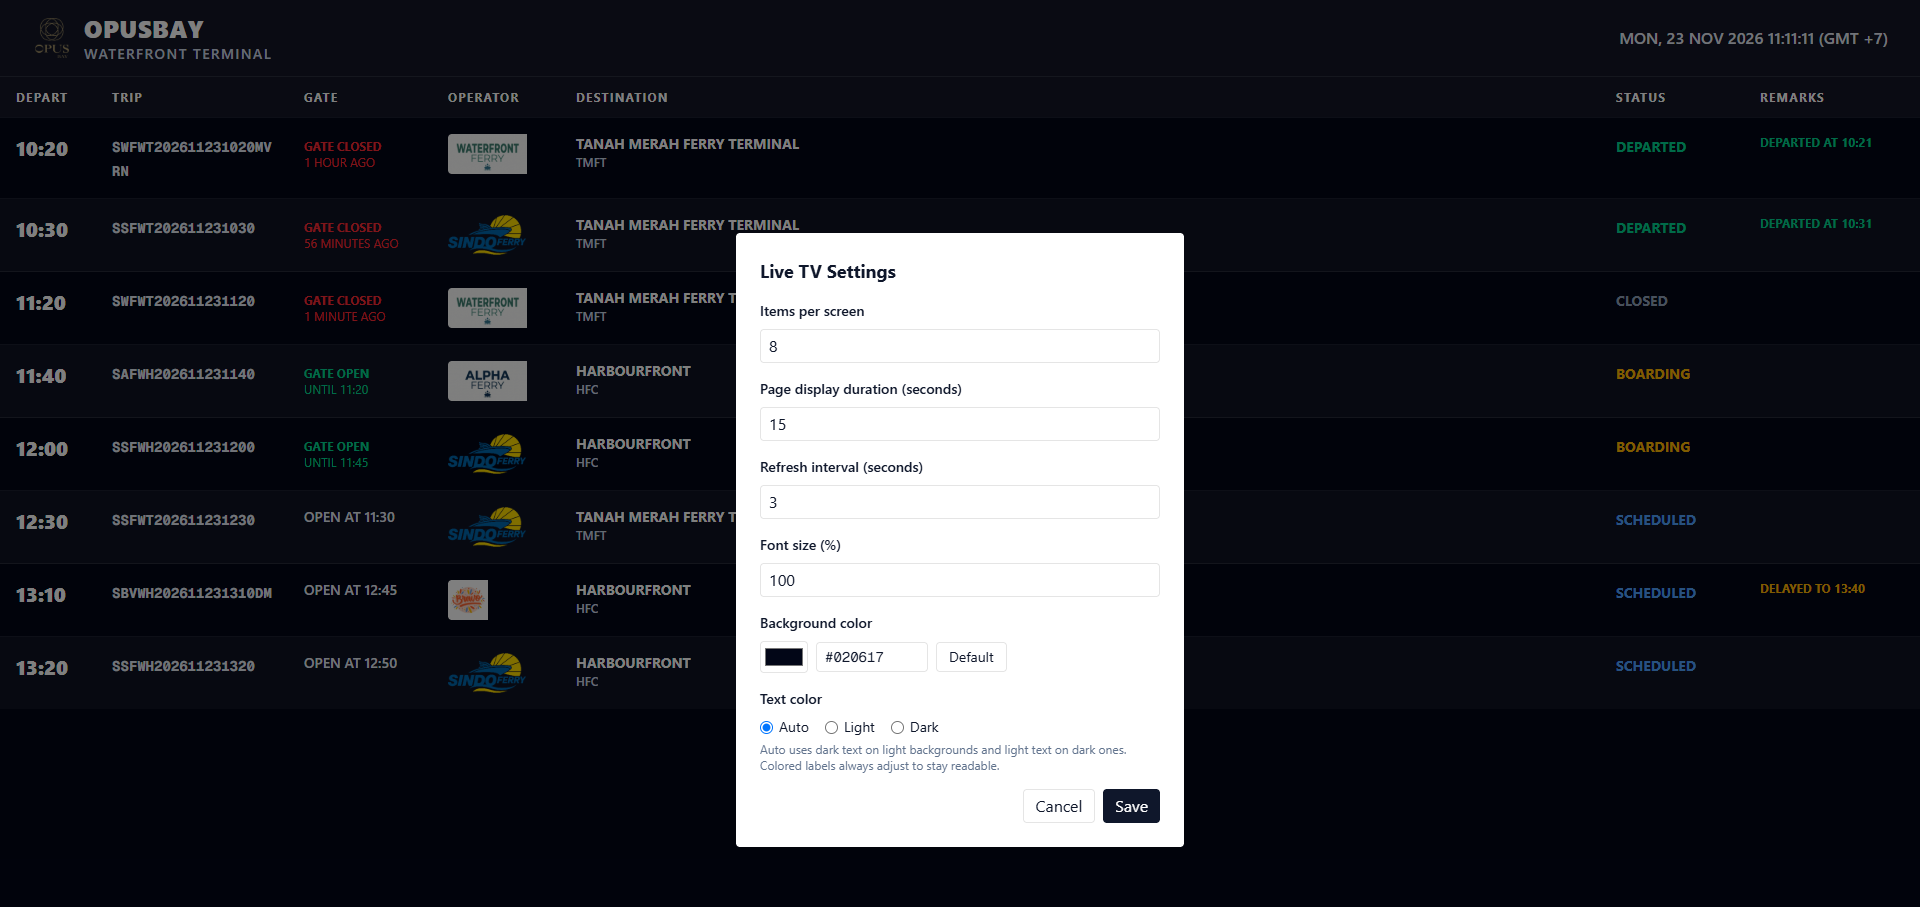 OPUS
OPUSBAY
WATERFRONT TERMINAL
MON, 23 NOV 2026 11:11:11 (GMT +7)
DEPART TRIP GATE OPERATOR DESTINATION STATUS REMARKS
10:20 SWFWT202611231020MV GATE CLOSED WATERFRONT TANAH MERAH FERRY TERMINAL DEPARTED DEPARTED AT 10:21
RN 1 HOUR AGO FERRY TMFT
10:30 SSFWT202611231030 GATE CLOSED SINDOFERRY TANAH MERAH FERRY TERMINAL DEPARTED DEPARTED AT 10:31
56 MINUTES AGO TMFT
11:20 SWFWT202611231120 GATE CLOSED WATERFRONT TANAH MERAH FERRY T CLOSED
1 MINUTE AGO FERRY TMFT
11:40 SAFWH202611231140 GATE OPEN ALPHA HARBOURFRONT BOARDING
UNTIL 11:20 FERRY HFC
12:00 SSFWH202611231200 GATE OPEN SINDOFERRY HARBOURFRONT BOARDING
UNTIL 11:45 HFC
12:30 SSFWT202611231230 OPEN AT 11:30 SINDOFERRY TANAH MERAH FERRY T SCHEDULED
TMFT
13:10 SBVWH202611231310DM OPEN AT 12:45 Bravo HARBOURFRONT SCHEDULED DELAYED TO 13:40
HFC
13:20 SSFWH202611231320 OPEN AT 12:50 SINDOFERRY HARBOURFRONT SCHEDULED
HFC
Live TV Settings
Items per screen
8
Page display duration (seconds)
15
Refresh interval (seconds)
3
Font size (%)
100
Background color
#020617 Default
Text color
Auto Light Dark
Auto uses dark text on light backgrounds and light text on dark ones.
Colored labels always adjust to stay readable.
Cancel Save